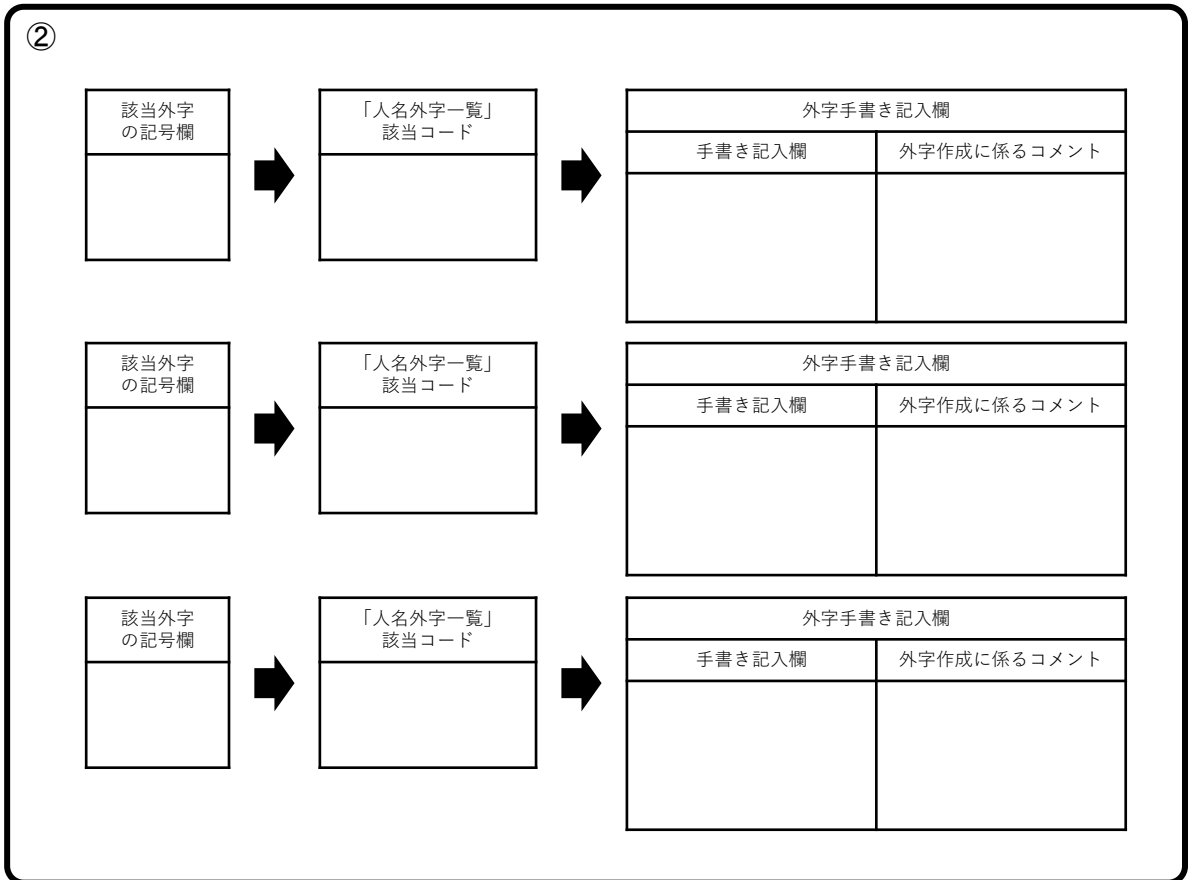 ②
該当外字
の記号欄
「人名外字一覧」
該当コード
外字手書き記入欄
手書き記入欄
外字作成に係るコメント
該当外字
の記号欄
「人名外字一覧」
該当コード
外字手書き記入欄
手書き記入欄
外字作成に係るコメント
該当外字
の記号欄
「人名外字一覧」
該当コード
外字手書き記入欄
手書き記入欄
外字作成に係るコメント